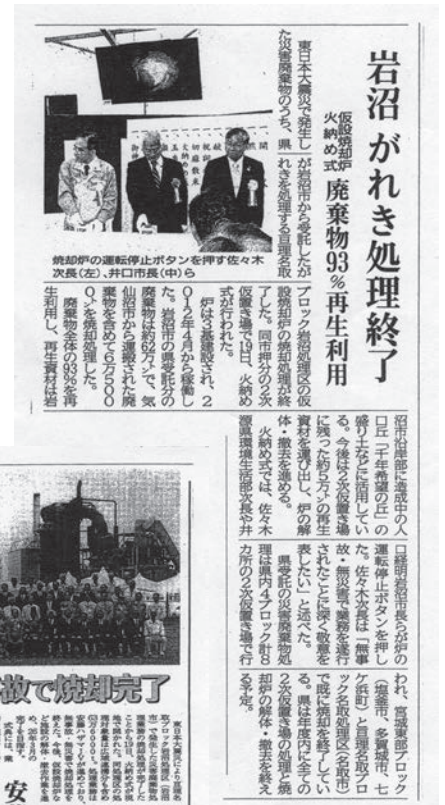 岩沼 がれき処理終了
仮設焼却炉
火納め式
廃棄物93%再生利用
焼却炉の運転停止ボタンを押す佐々木
次長(左)、井口市長(中)ら
東日本大震災で発生し
た災害廃棄物のうち、県
が岩沼市から受託したが
れきを処理する亘理名取
ブロック岩沼処理区の仮
設焼却炉の焼却処理が終
了した。同市押分の2次
仮置き場で19日、火納め
式が行われた。
炉は3基建設され、2
012年4月から稼働し
た。岩沼市の県受託分の
廃棄物は約62万㌧で、気
仙沼市から運搬された廃
棄物を含めて6万500
0㌧を焼却処理した。
廃棄物全体の93%を再
生利用し、再生資材は岩
沼市沿岸部に造成中の人
口丘「千年希望の丘」の
盛り土などに活用してい
る。今後は2次仮置き場
に残った約5万㌧の再生
資材を運び出し、炉の解
体・撤去を進める。
火納め式では、佐々木
源県環境生活部次長や井
口経明岩沼市長らが炉の
運転停止ボタンを押し
た。佐々木次長は「無事
故・無災害で業務を遂行
されたことに深く敬意を
表したい」と述べた。
県受託の災害廃棄物処
理は県内4ブロック計8
カ所の2次仮置き場で行
われ、宮城東部ブロック
(塩釜市、多賀城市、七
ケ浜町)と亘理名取ブロ
ック名取処理区(名取市)
で既に焼却を終了してい
る。県は年度内に全ての
2次仮置き場の処理と焼
却炉の解体・撤去を終え
る予定。
故で焼却完了
安